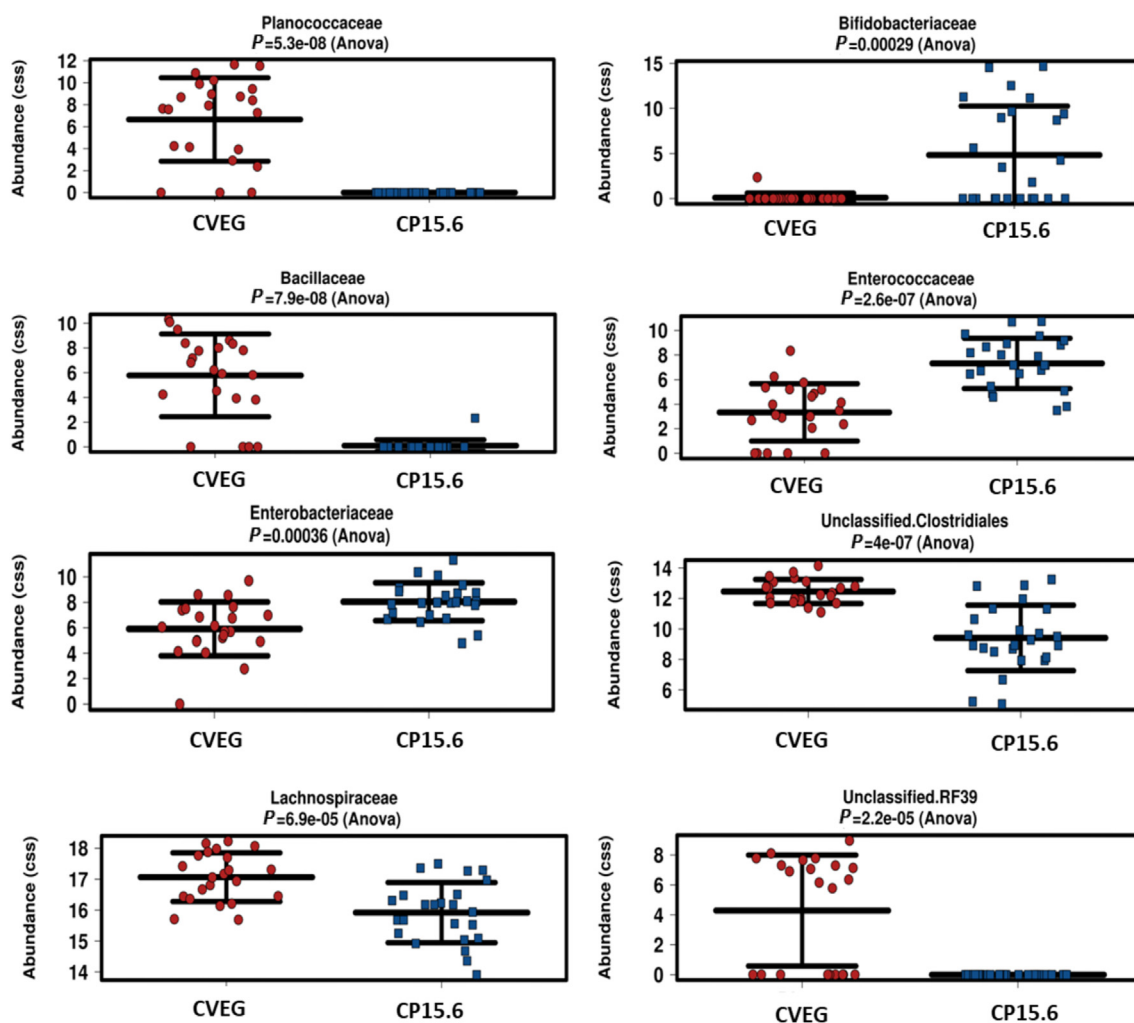 Planococcaceae
P=5.3e-08 (Anova)
Abundance (css)
12
10
8
6
4
2
0
CVEG CP15.6
Bifidobacteriaceae
P=0.00029 (Anova)
Abundance (css)
15
10
5
0
CVEG CP15.6
Bacillaceae
P=7.9e-08 (Anova)
Abundance (css)
10
8
6
4
2
0
CVEG CP15.6
Enterococcaceae
P=2.6e-07 (Anova)
Abundance (css)
10
8
6
4
2
0
CVEG CP15.6
Enterobacteriaceae
P=0.00036 (Anova)
Abundance (css)
10
8
6
4
2
0
CVEG CP15.6
Unclassified.Clostridiales
P=4e-07 (Anova)
Abundance (css)
14
12
10
8
6
CVEG CP15.6
Lachnospiraceae
P=6.9e-05 (Anova)
Abundance (css)
18
17
16
15
14
CVEG CP15.6
Unclassified.RF39
P=2.2e-05 (Anova)
Abundance (css)
8
6
4
2
0
CVEG CP15.6